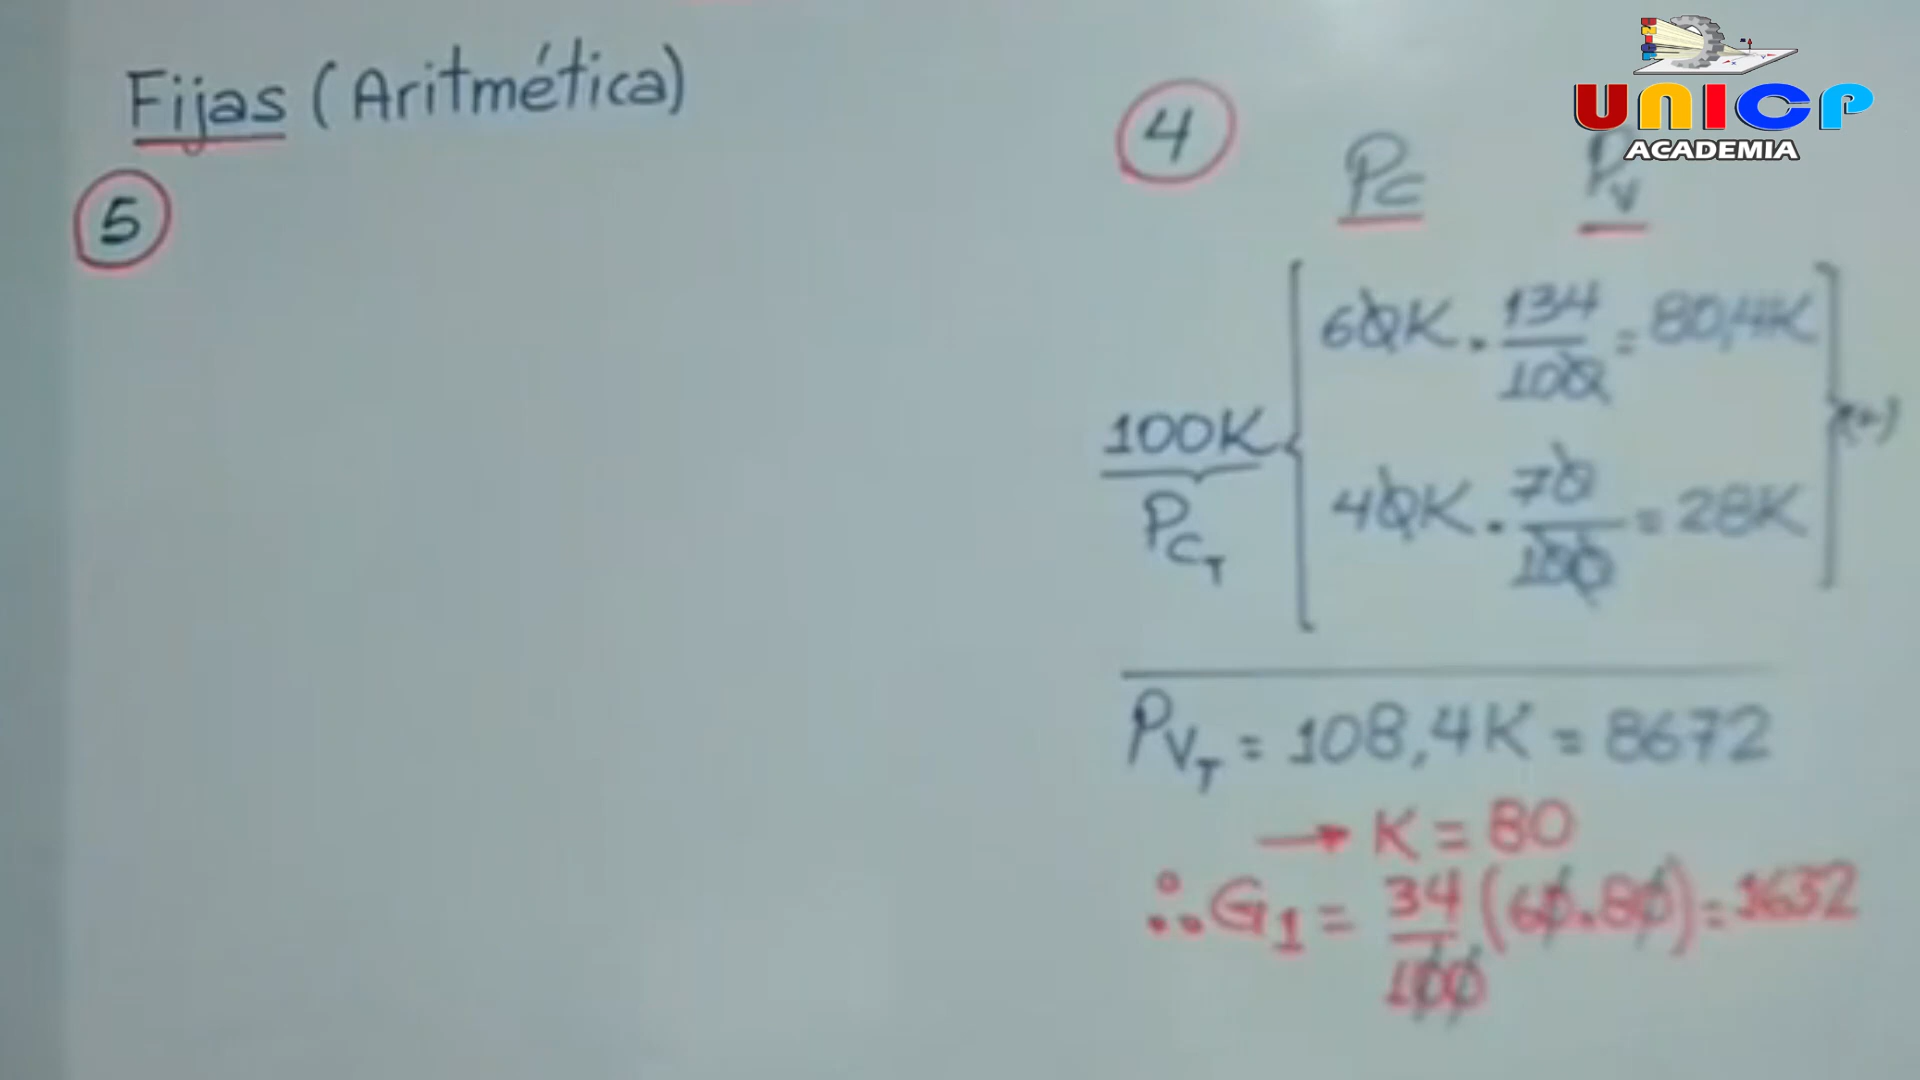 Fijas (Aritmética)
5
UNICP
ACADEMIA
4
Pc Pv
100K
PcT
60K . 134/100 = 80,4K
40K . 70/100 = 28K
(+)
PvT = 108,4K = 8672
→ K = 80
∴ G1 = 34/100 (60.80) = 1632